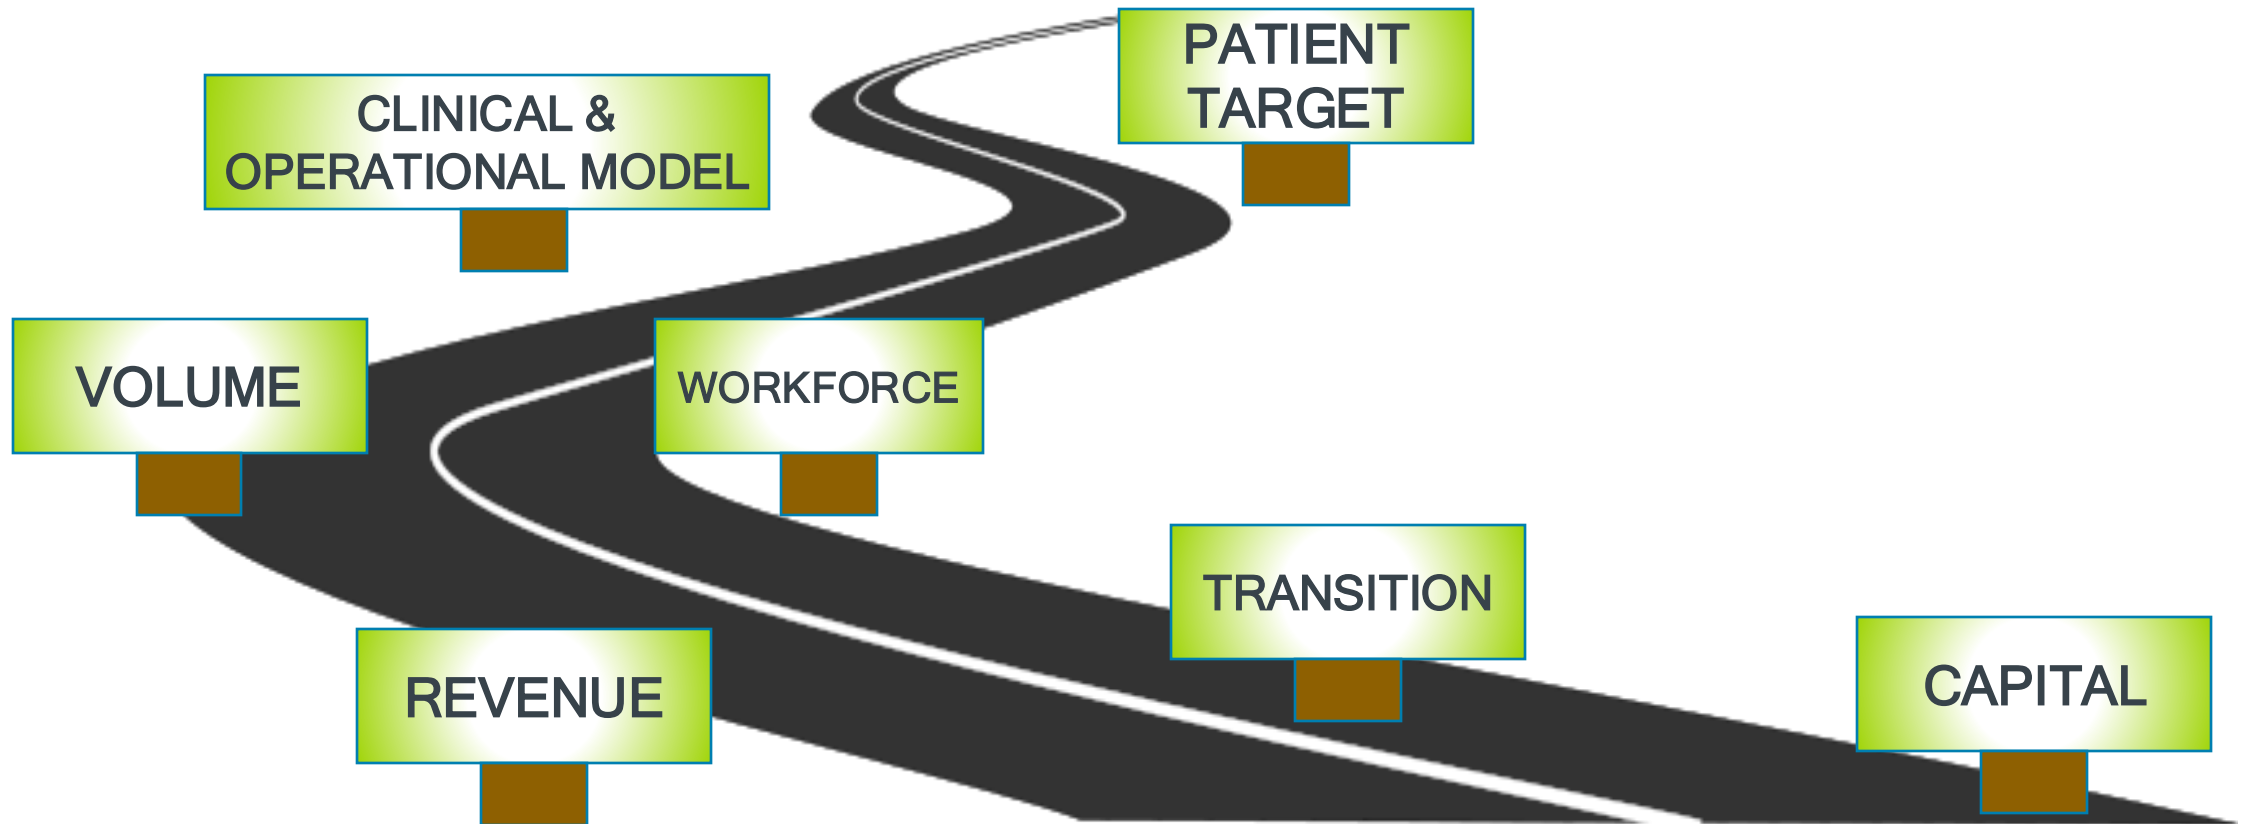 PATIENT
TARGET
CLINICAL &
OPERATIONAL MODEL
VOLUME
WORKFORCE
TRANSITION
REVENUE
CAPITAL